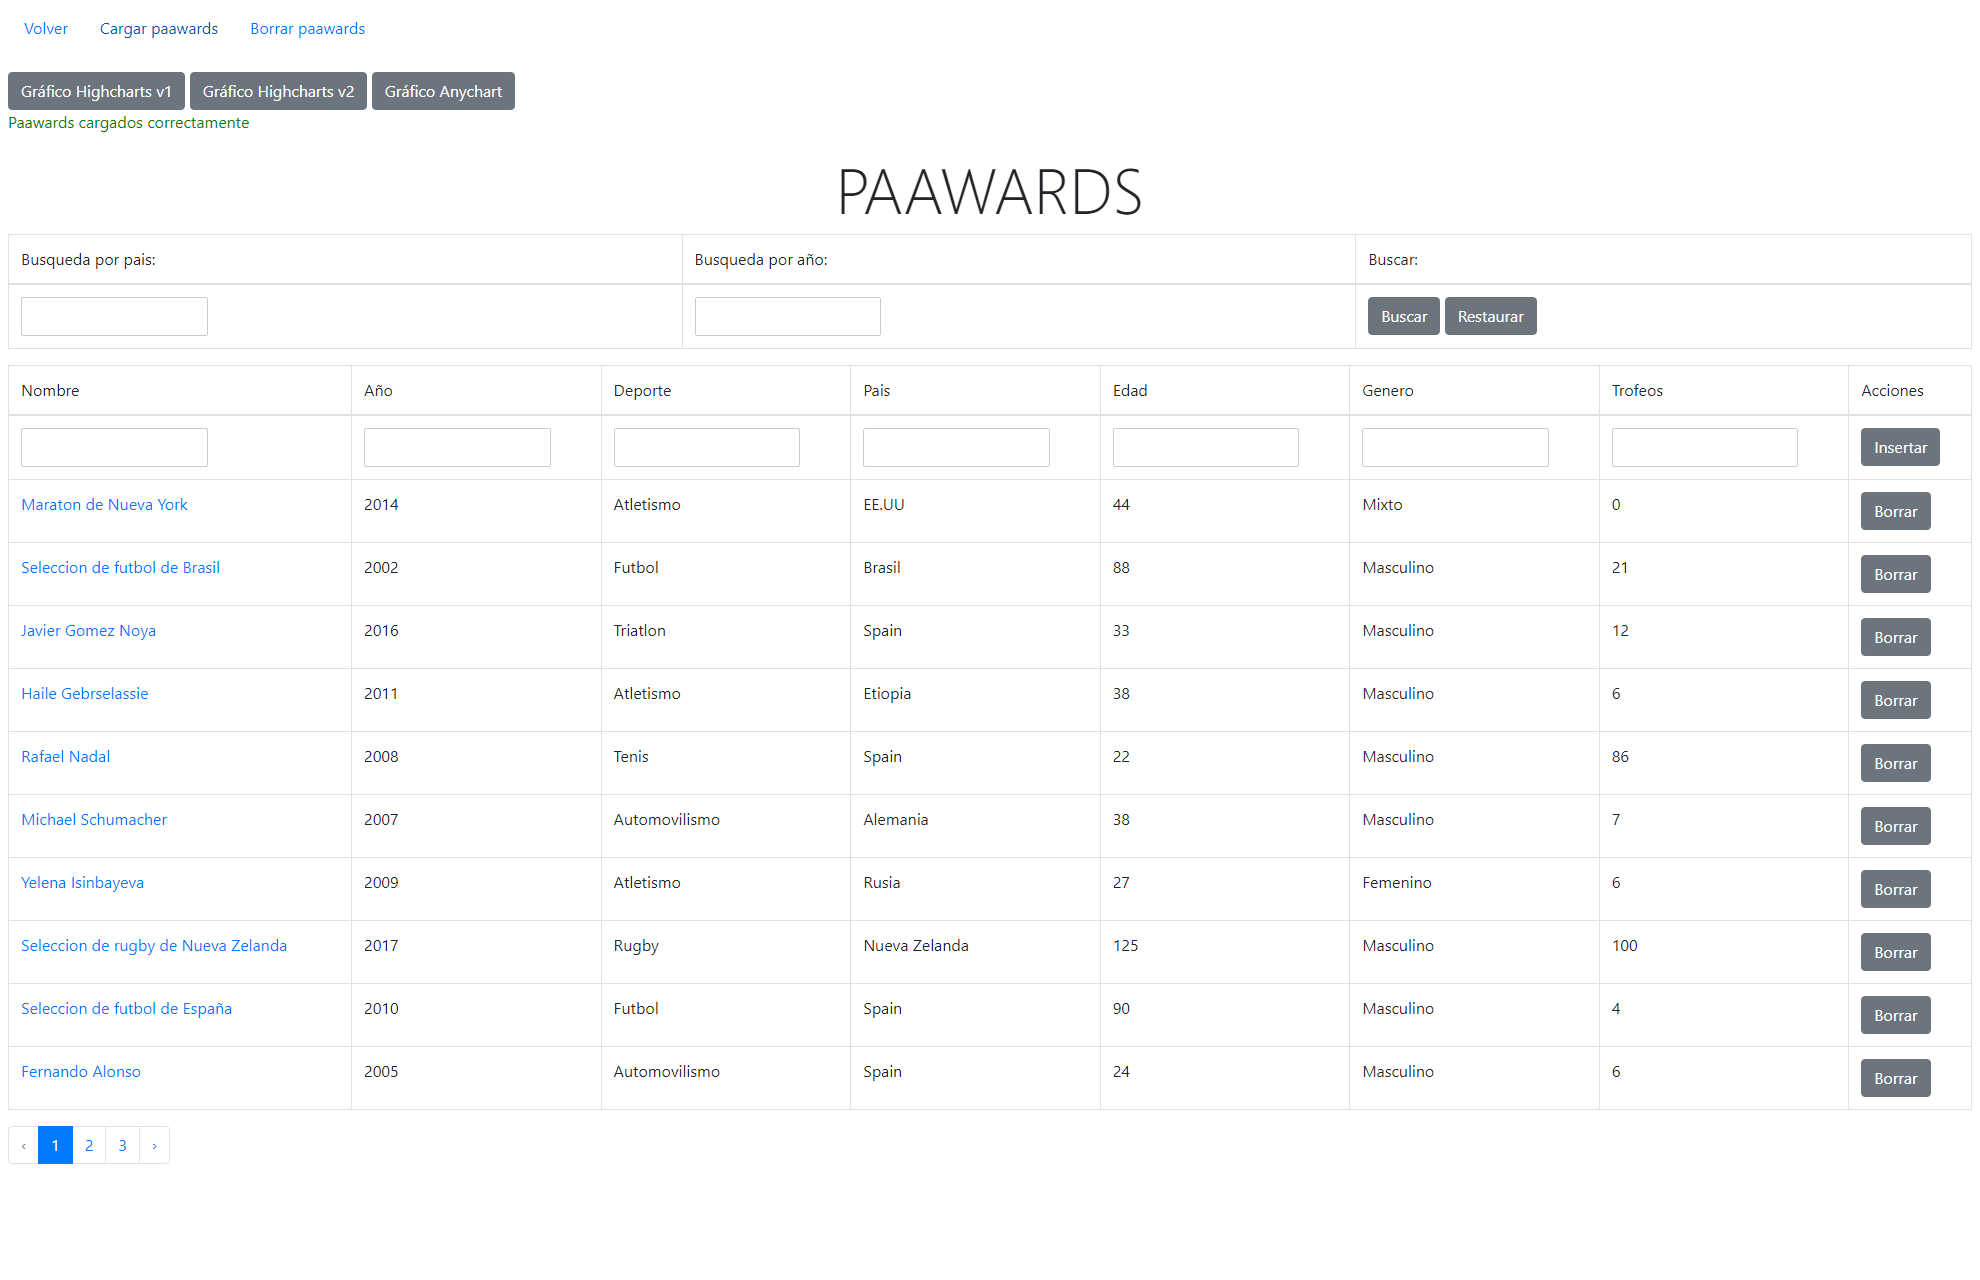 Volver Cargar paawards Borrar paawards
Gráfico Highcharts v1 Gráfico Highcharts v2 Gráfico Anychart
Paawards cargados correctamente
PAAWARDS
Busqueda por pais: Busqueda por año: Buscar:
Buscar Restaurar
Nombre Año Deporte Pais Edad Genero Trofeos Acciones
Insertar
Maraton de Nueva York 2014 Atletismo EE.UU 44 Mixto 0 Borrar
Seleccion de futbol de Brasil 2002 Futbol Brasil 88 Masculino 21 Borrar
Javier Gomez Noya 2016 Triatlon Spain 33 Masculino 12 Borrar
Haile Gebrselassie 2011 Atletismo Etiopia 38 Masculino 6 Borrar
Rafael Nadal 2008 Tenis Spain 22 Masculino 86 Borrar
Michael Schumacher 2007 Automovilismo Alemania 38 Masculino 7 Borrar
Yelena Isinbayeva 2009 Atletismo Rusia 27 Femenino 6 Borrar
Seleccion de rugby de Nueva Zelanda 2017 Rugby Nueva Zelanda 125 Masculino 100 Borrar
Seleccion de futbol de España 2010 Futbol Spain 90 Masculino 4 Borrar
Fernando Alonso 2005 Automovilismo Spain 24 Masculino 6 Borrar
‹ 1 2 3 ›